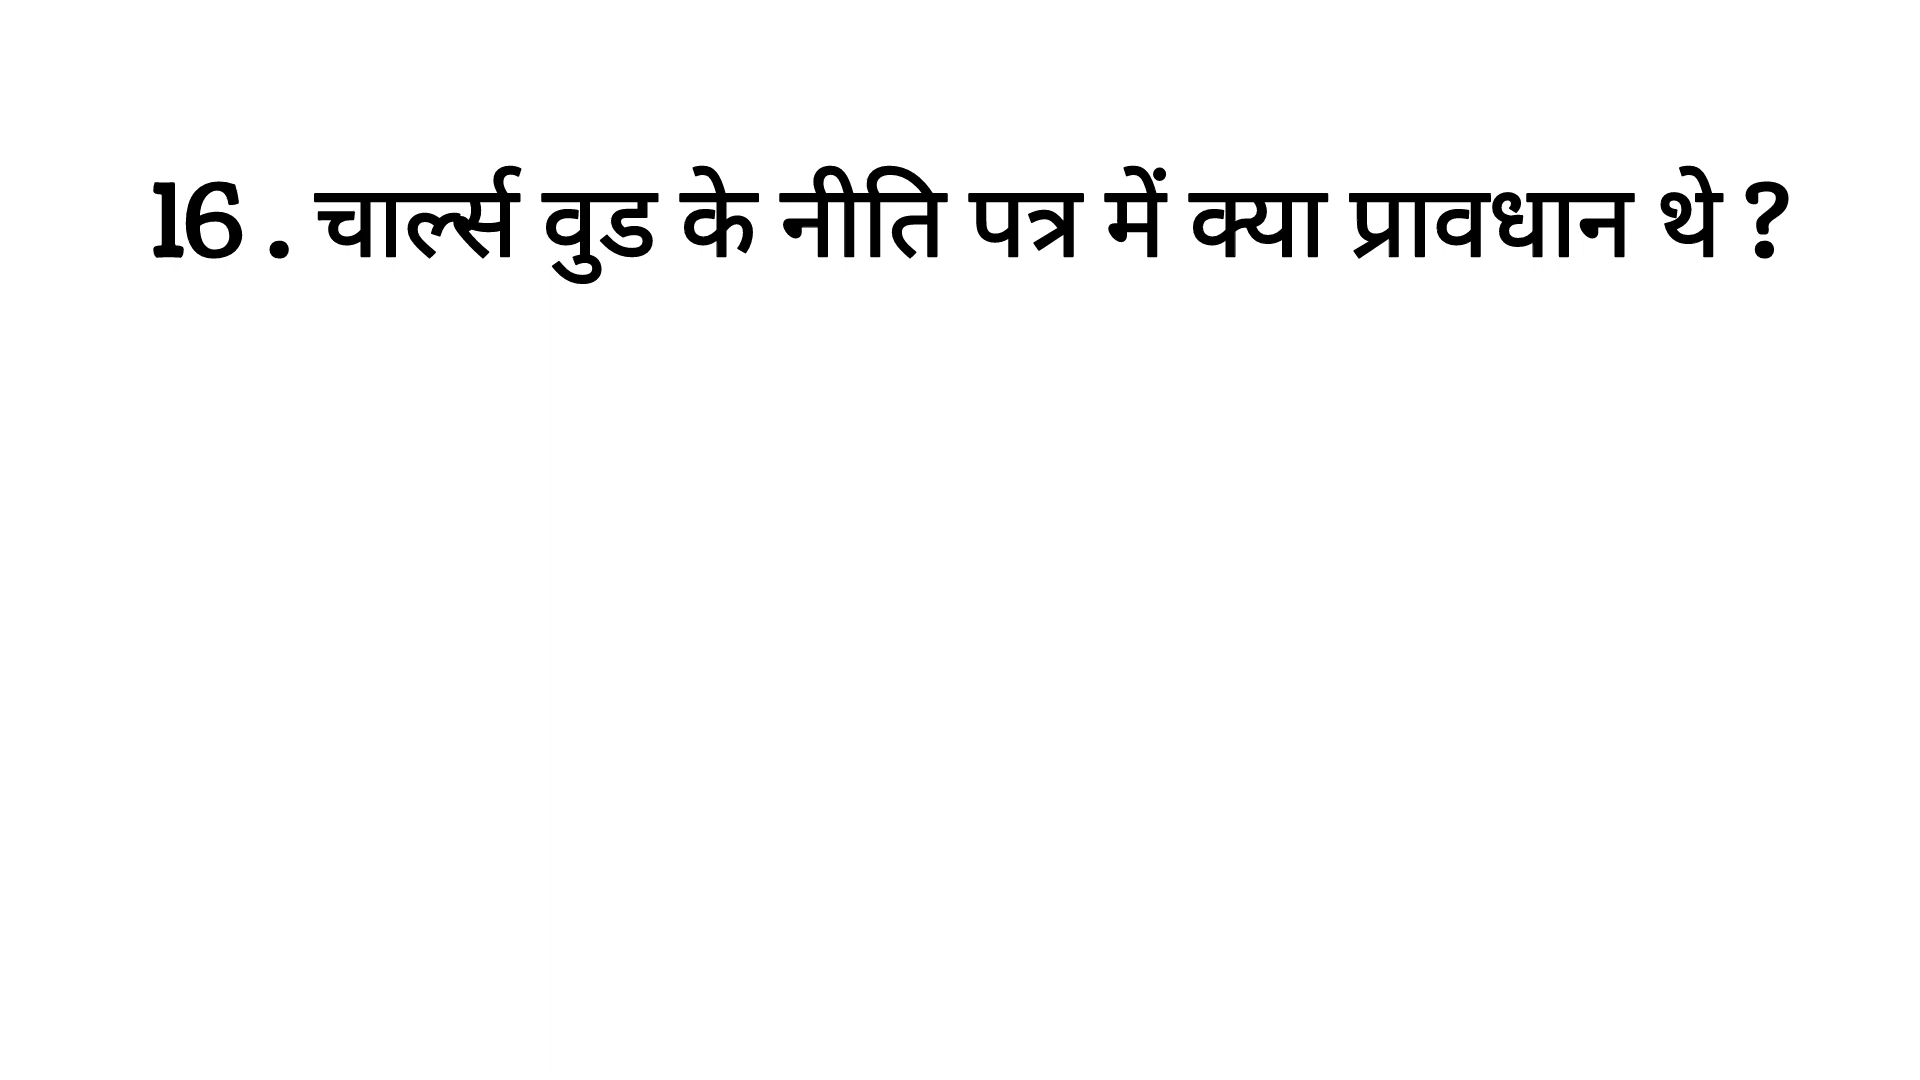 16 . चार्ल्स वुड के नीति पत्र में क्या प्रावधान थे ?